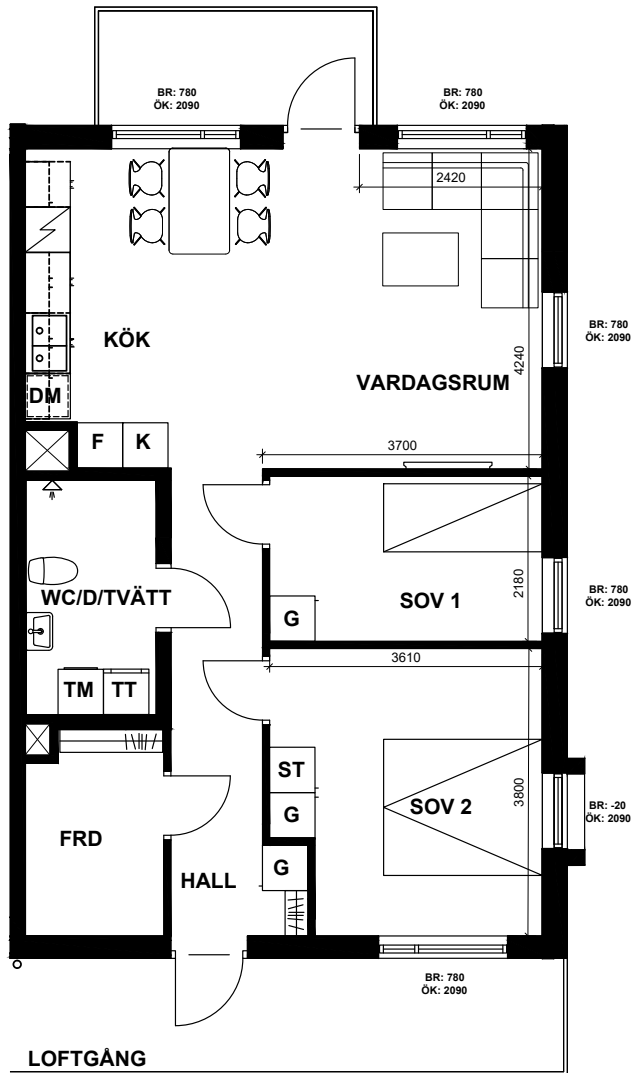 BR: 780
ÖK: 2090
BR: 780
ÖK: 2090
2420
BR: 780
ÖK: 2090
KÖK
4240
VARDAGSRUM
DM
F
K
3700
WC/D/TVÄTT
SOV 1
2180
BR: 780
ÖK: 2090
G
3610
TM
TT
ST
SOV 2
3800
BR: -20
ÖK: 2090
G
FRD
HALL
G
BR: 780
ÖK: 2090
LOFTGÅNG